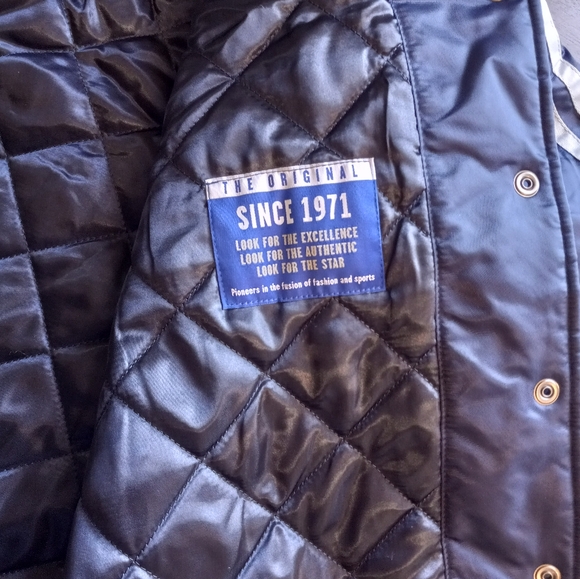 THE ORIGINAL
SINCE 1971
LOOK FOR THE EXCELLENCE
LOOK FOR THE AUTHENTIC
LOOK FOR THE STAR
Pioneers in the fusion of fashion and sports